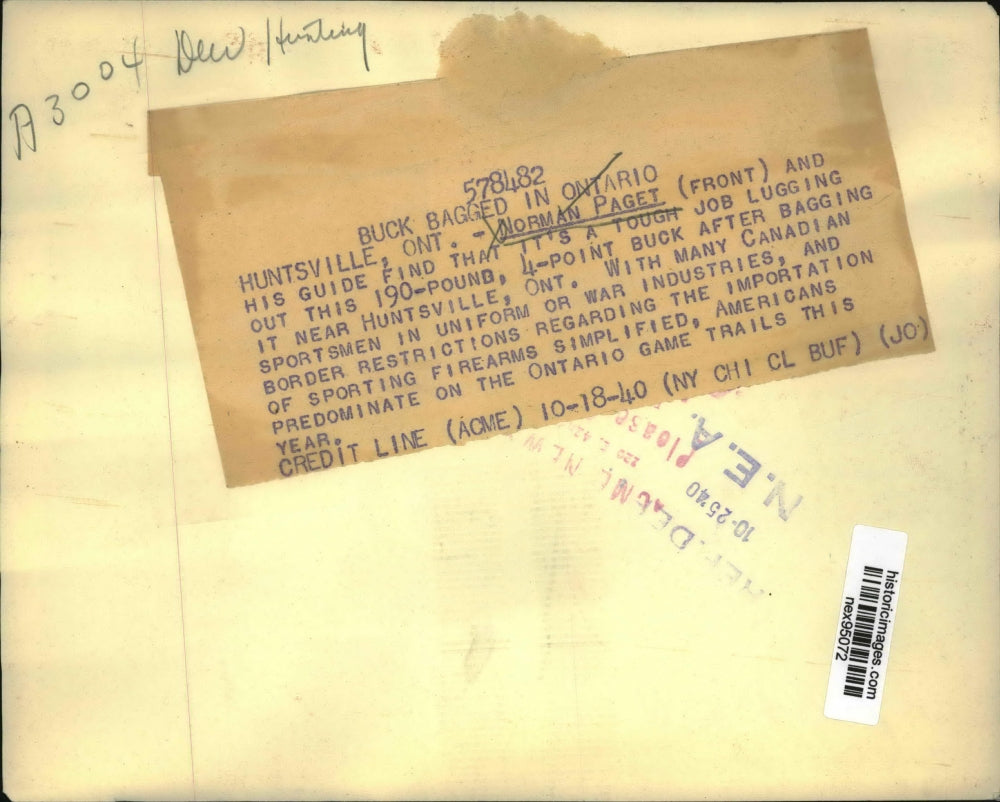 A3004 Deer Hunting
578482
BUCK BAGGED IN ONTARIO
HUNTSVILLE, ONT. - NORMAN PAGET (FRONT) AND
HIS GUIDE FIND THAT IT'S A TOUGH JOB LUGGING
OUT THIS 190-POUND, 4-POINT BUCK AFTER BAGGING
IT NEAR HUNTSVILLE, ONT. WITH MANY CANADIAN
SPORTSMEN IN UNIFORM OR WAR INDUSTRIES, AND
BORDER RESTRICTIONS REGARDING THE IMPORTATION
OF SPORTING FIREARMS SIMPLIFIED, AMERICANS
PREDOMINATE ON THE ONTARIO GAME TRAILS THIS
YEAR.
CREDIT LINE (ACME) 10-18-40 (NY CHI CL BUF) (JO)
Please
N.E.A.
10-25-40
historicimages.com
nex95072